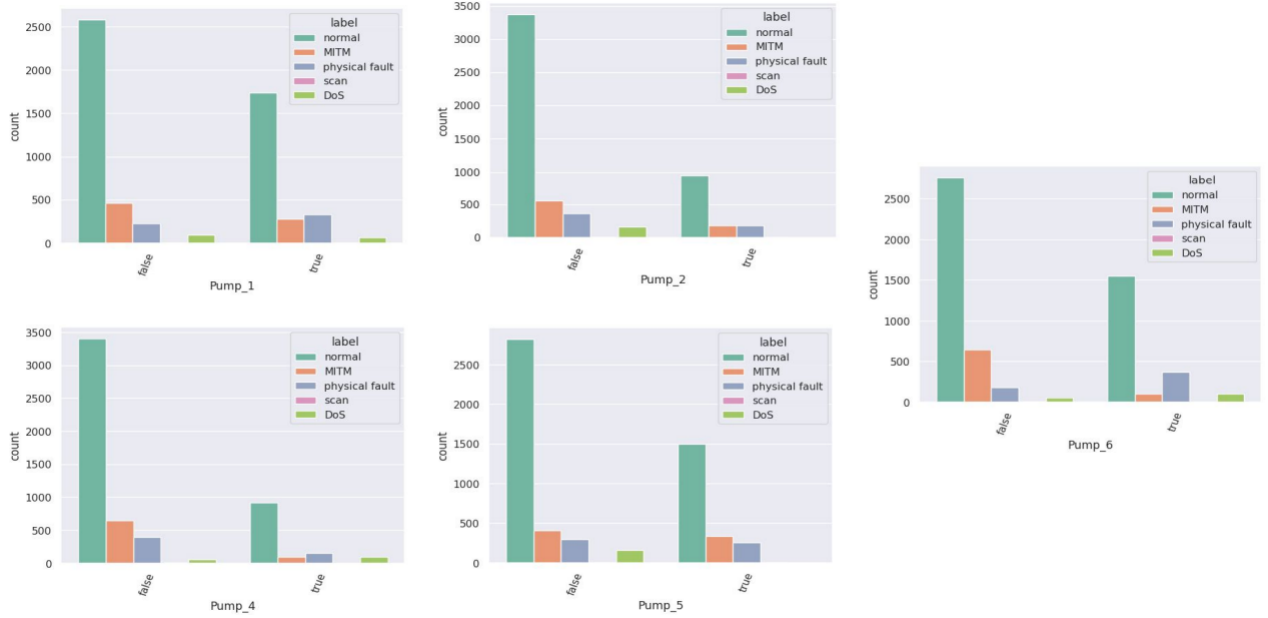 2500
2000
1500
1000
500
0
count
false
true
Pump_1
label
normal
MITM
physical fault
scan
DoS
3500
3000
2500
2000
1500
1000
500
0
count
false
true
Pump_2
label
normal
MITM
physical fault
scan
DoS
2500
2000
1500
1000
500
0
count
false
true
Pump_6
label
normal
MITM
physical fault
scan
DoS
3500
3000
2500
2000
1500
1000
500
0
count
false
true
Pump_4
label
normal
MITM
physical fault
scan
DoS
2500
2000
1500
1000
500
0
count
false
true
Pump_5
label
normal
MITM
physical fault
scan
DoS